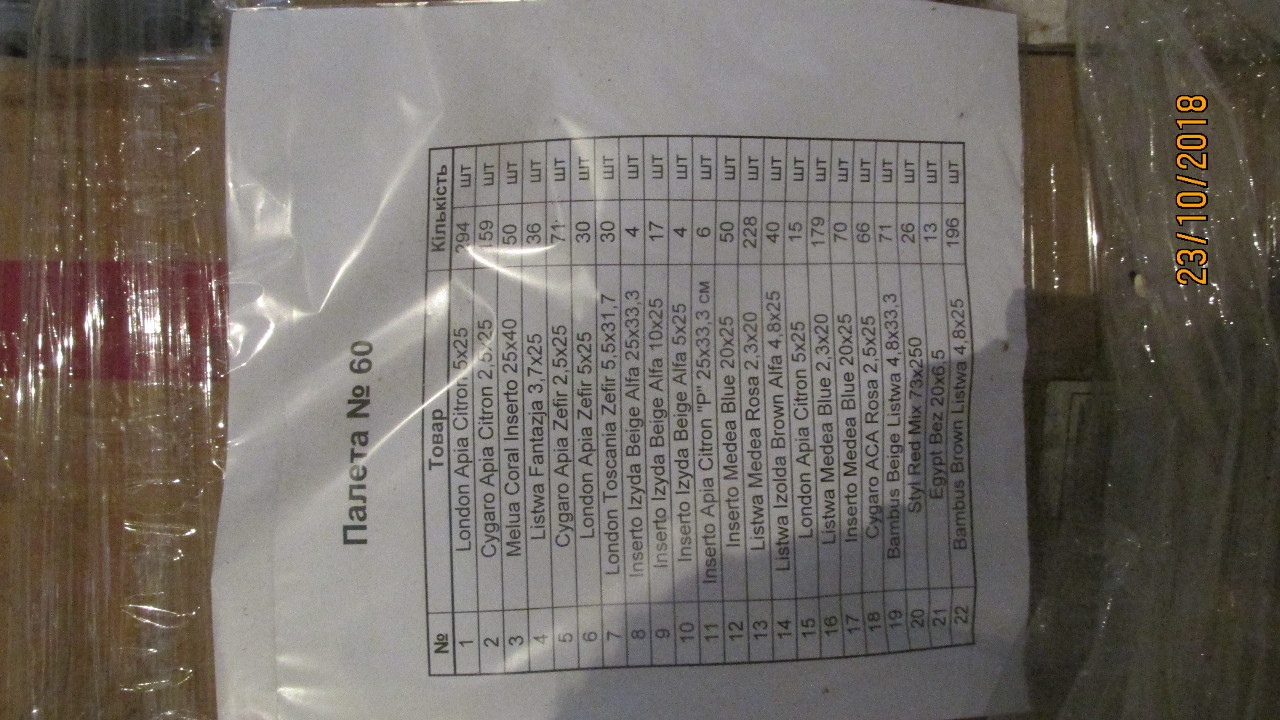 Палета № 60
№ Товар Кількість
1 London Apia Citron 5x25 294 шт
2 Cygaro Apia Citron 2,5x25 159 шт
3 Melua Coral Inserto 25x40 50 шт
4 Listwa Fantazja 3,7x25 36 шт
5 Cygaro Apia Zefir 2,5x25 71 шт
6 London Apia Zefir 5x25 30 шт
7 London Toscania Zefir 5,5x31,7 30 шт
8 Inserto Izyda Beige Alfa 25x33,3 4 шт
9 Inserto Izyda Beige Alfa 10x25 17 шт
10 Inserto Izyda Beige Alfa 5x25 4 шт
11 Inserto Apia Citron "P" 25x33,3 см 6 шт
12 Inserto Medea Blue 20x25 50 шт
13 Listwa Medea Rosa 2,3x20 228 шт
14 Listwa Izolda Brown Alfa 4,8x25 40 шт
15 London Apia Citron 5x25 15 шт
16 Listwa Medea Blue 2,3x20 179 шт
17 Inserto Medea Blue 20x25 70 шт
18 Cygaro ACA Rosa 2,5x25 66 шт
19 Bambus Beige Listwa 4,8x33,3 71 шт
20 Styl Red Mix 73x250 26 шт
21 Egypt Bez 20x6,5 13 шт
22 Bambus Brown Listwa 4,8x25 196 шт
23/10/2018